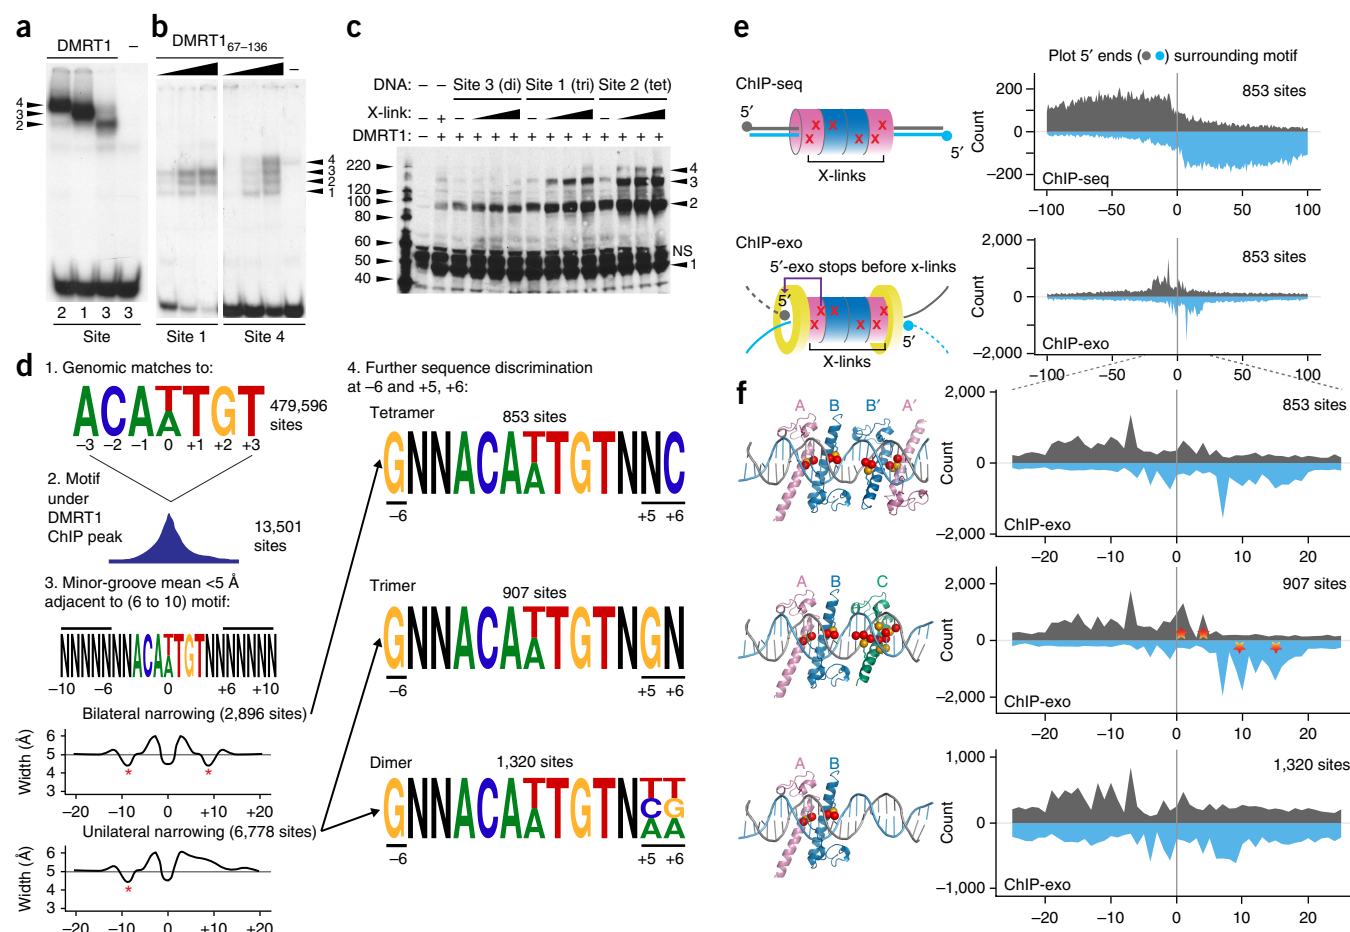 a
DMRT1 –
4
3
2
2 1 3 3
Site
b
DMRT167–136
–
4
3
2
1
Site 1 Site 4
c
DNA: – – Site 3 (di) Site 1 (tri) Site 2 (tet)
X-link: – + – – –
DMRT1: – + + + + + + + + + + + + +
220
120
100
80
60
50
40
4
3
2
NS
1
d
1. Genomic matches to:
ACATTGT
A
–3 –2 –1 0 +1 +2 +3
479,596
sites
2. Motif
under
DMRT1
ChIP peak
13,501
sites
3. Minor-groove mean <5 Å
adjacent to (6 to 10) motif:
NNNNNNNACATTGTNNNNNNN
A
–10 –6 0 +6 +10
Bilateral narrowing (2,896 sites)
Width (Å)
6
5
4
3
* *
–20 –10 0 +10 +20
Unilateral narrowing (6,778 sites)
Width (Å)
6
5
4
3
*
–20 –10 0 +10 +20
4. Further sequence discrimination
at –6 and +5, +6:
Tetramer
853 sites
GNNACATTGTNNC
A
–6 +5 +6
Trimer
907 sites
GNNACATTGTNGN
A
–6 +5 +6
Dimer
1,320 sites
GNNACATTGTNTT
A CG
AA
–6 +5 +6
e
Plot 5′ ends ( ) surrounding motif
ChIP-seq
5′
x x x x x x
5′
X-links
Count
200
0
–200
853 sites
ChIP-seq
–100 –50 0 50 100
ChIP-exo
5′-exo stops before x-links
5′
x x x x x x
5′
X-links
Count
2,000
0
–2,000
853 sites
ChIP-exo
–100 –50 0 50 100
f
A B B′ A′
Count
2,000
0
–2,000
853 sites
ChIP-exo
–20 –10 0 10 20
A B C
Count
2,000
0
–2,000
907 sites
ChIP-exo
–20 –10 0 10 20
A B
Count
1,000
0
–1,000
1,320 sites
ChIP-exo
–20 –10 0 10 20